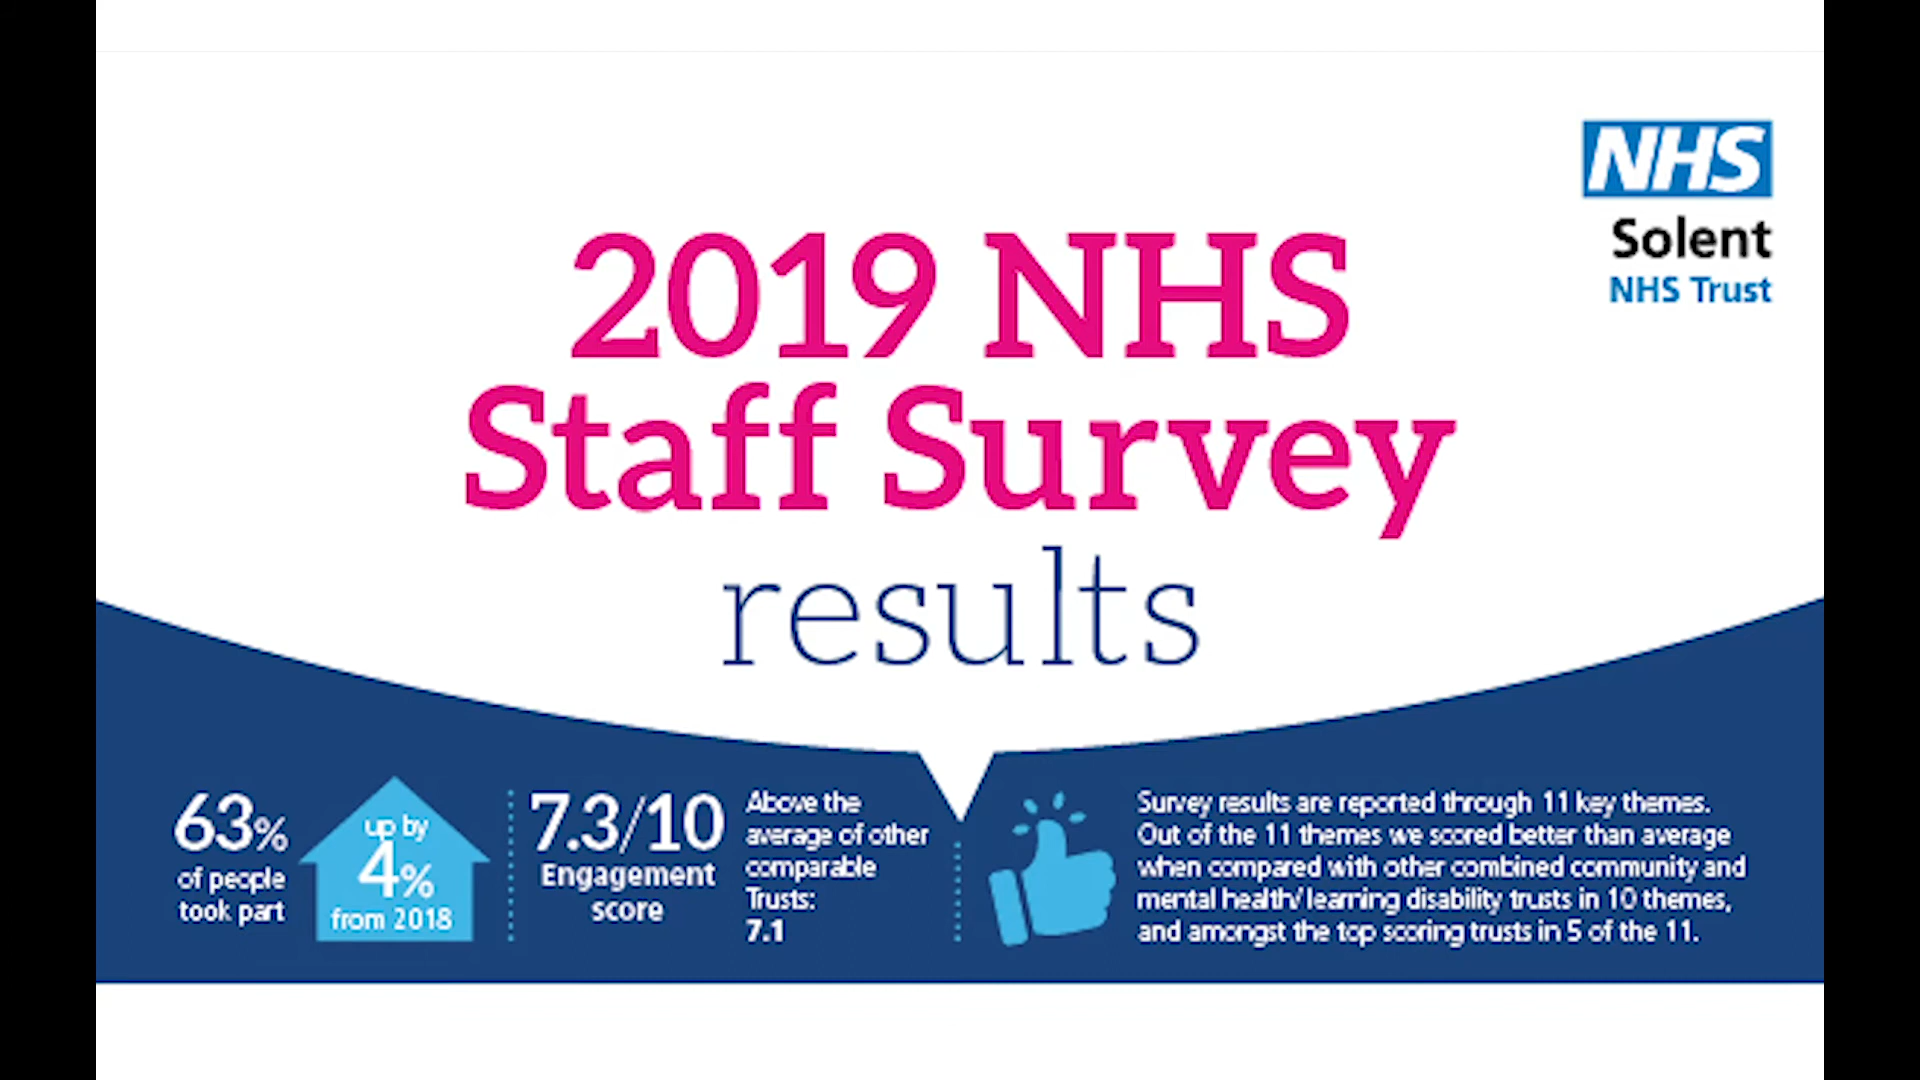 NHS
Solent
NHS Trust
2019 NHS
Staff Survey
results
63%
of people
took part
up by
4%
from 2018
7.3/10
Engagement
score
Above the
average of other
comparable
Trusts:
7.1
Survey results are reported through 11 key themes.
Out of the 11 themes we scored better than average
when compared with other combined community and
mental health/ learning disability trusts in 10 themes,
and amongst the top scoring trusts in 5 of the 11.